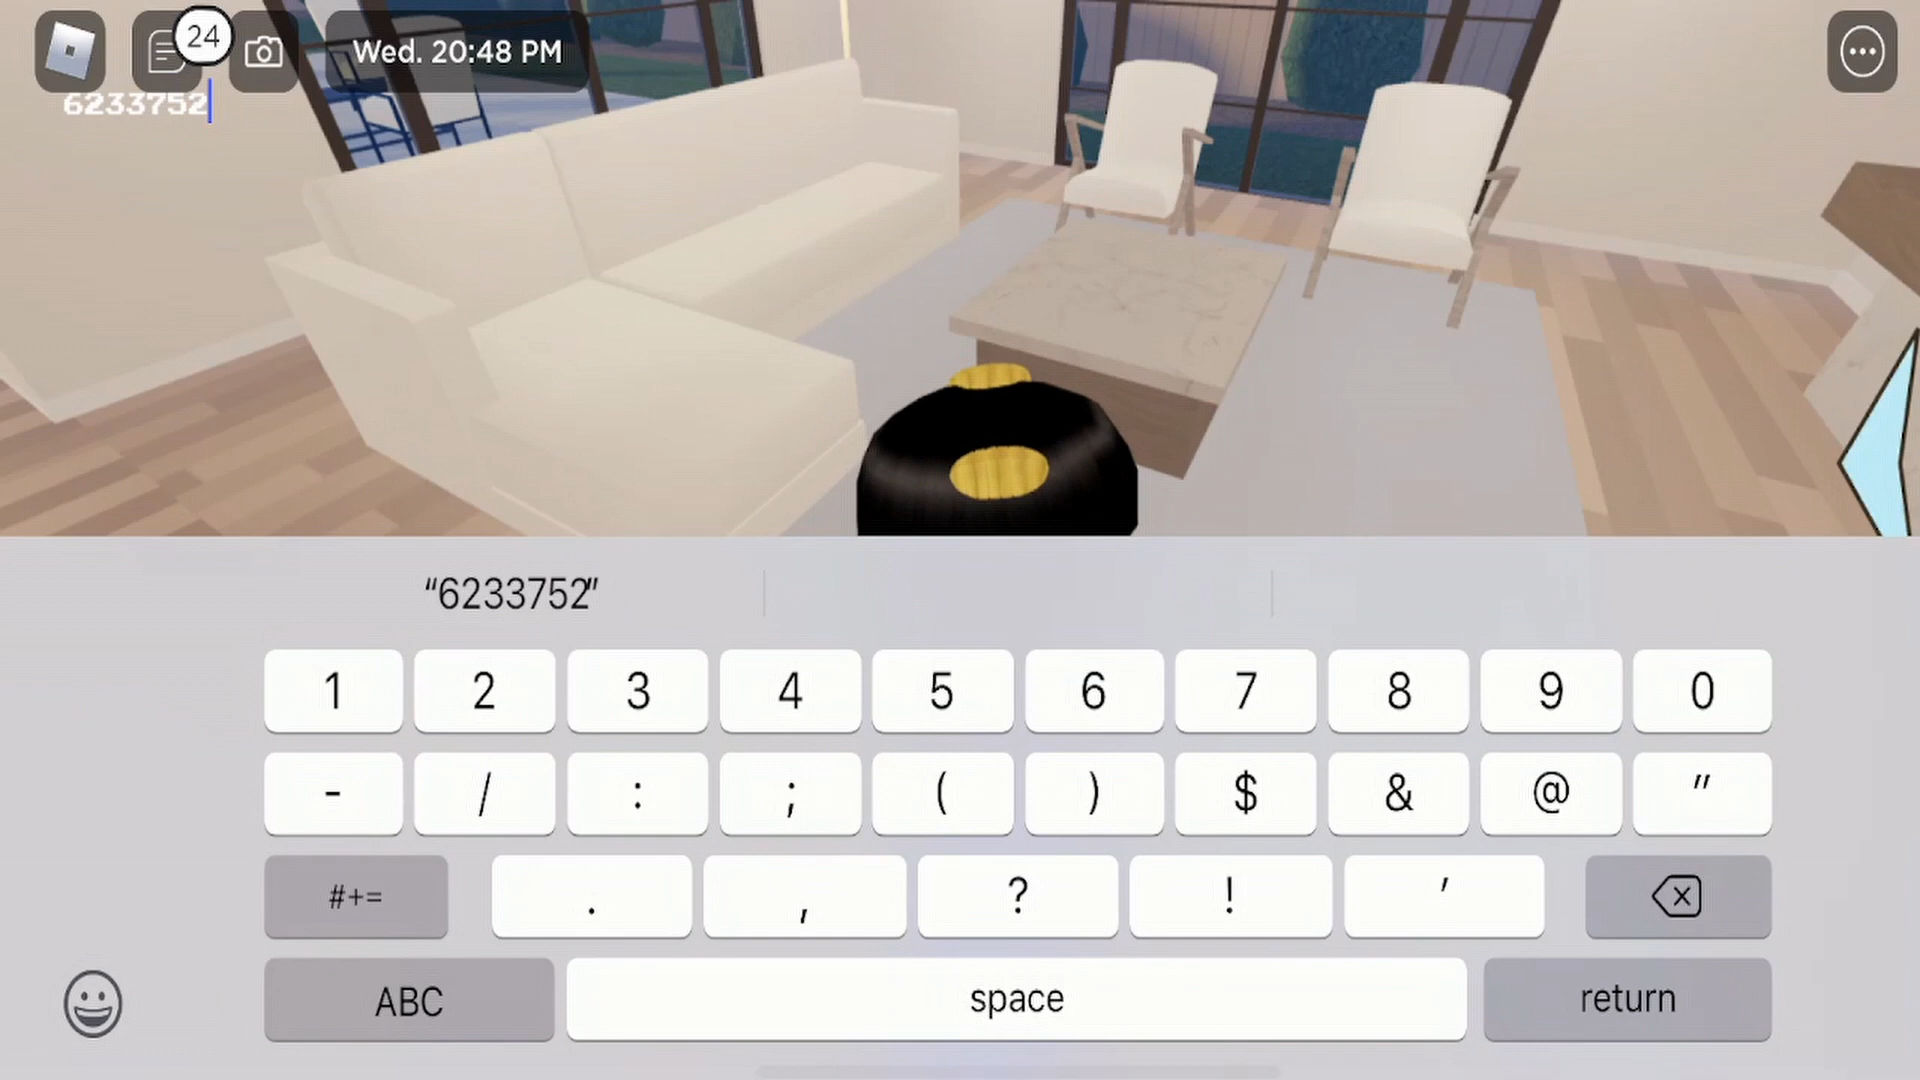 24
Wed. 20:48 PM
6233752
“6233752”
1 2 3 4 5 6 7 8 9 0
- / : ; ( ) $ & @ "
#+= . , ? ! '
ABC space return